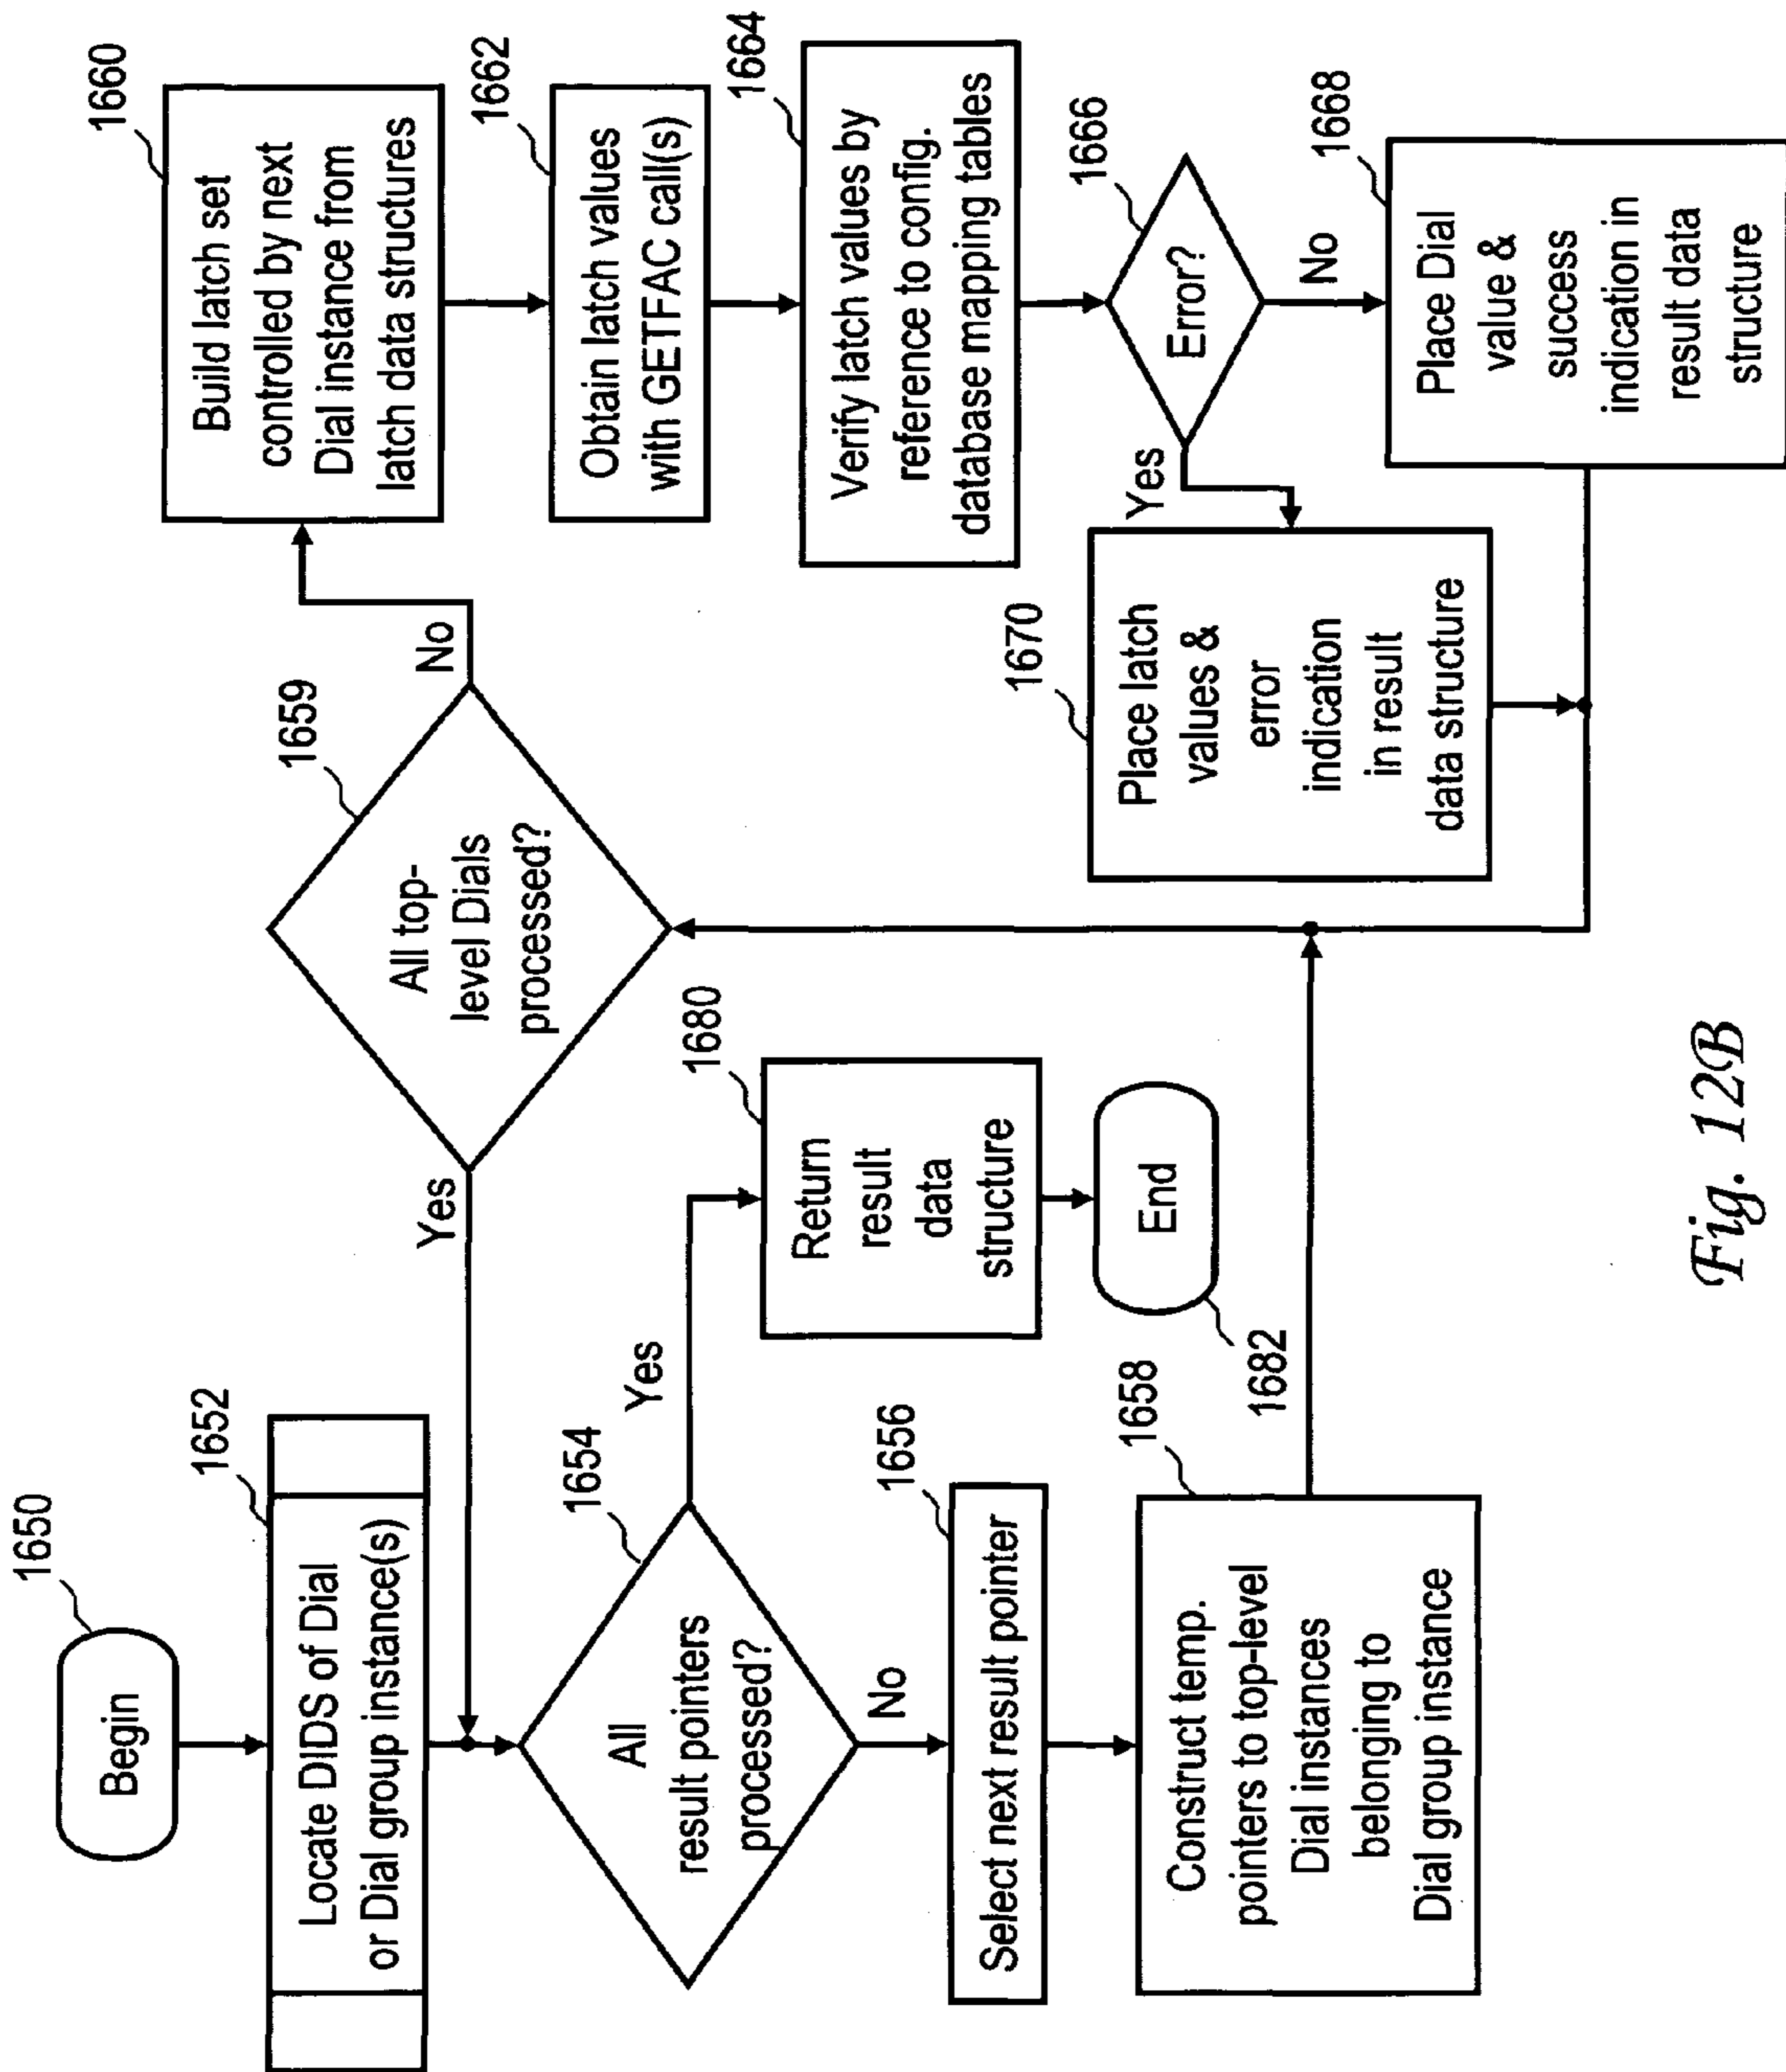 1650
Begin
1652
Locate DIDS of Dial
or Dial group instance(s)
1654
All
result pointers
processed?
Yes
No
1656
Select next result pointer
1658
Construct temp.
pointers to top-level
Dial instances
belonging to
Dial group instance
1659
All top-
level Dials
processed?
Yes
No
1680
Return
result
data
structure
End
1682
1660
Build latch set
controlled by next
Dial instance from
latch data structures
1662
Obtain latch values
with GETFAC call(s)
1664
Verify latch values by
reference to config.
database mapping tables
1666
Error?
Yes
No
1670
Place latch
values &
error
indication
in result
data structure
1668
Place Dial
value &
success
indication in
result data
structure
Fig. 12B